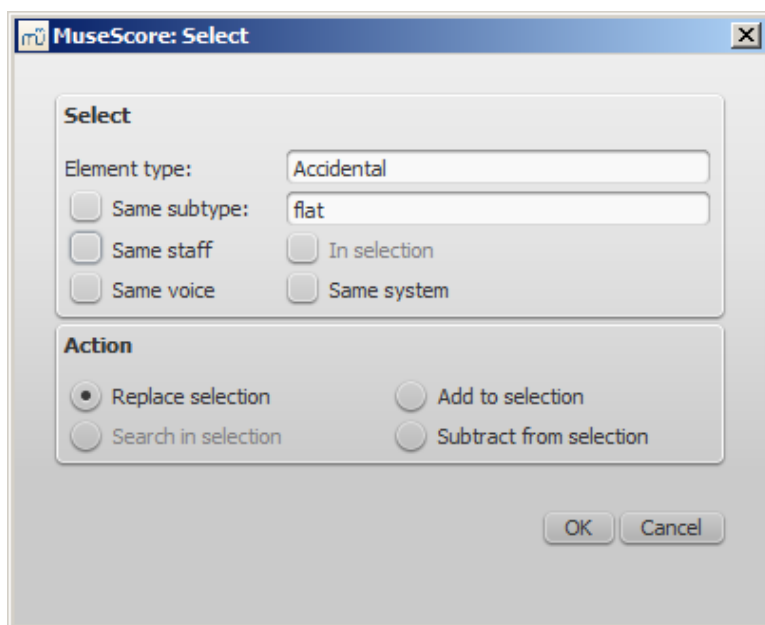 mü MuseScore: Select
Select
Element type: Accidental
Same subtype: flat
Same staff In selection
Same voice Same system
Action
Replace selection Add to selection
Search in selection Subtract from selection
OK Cancel